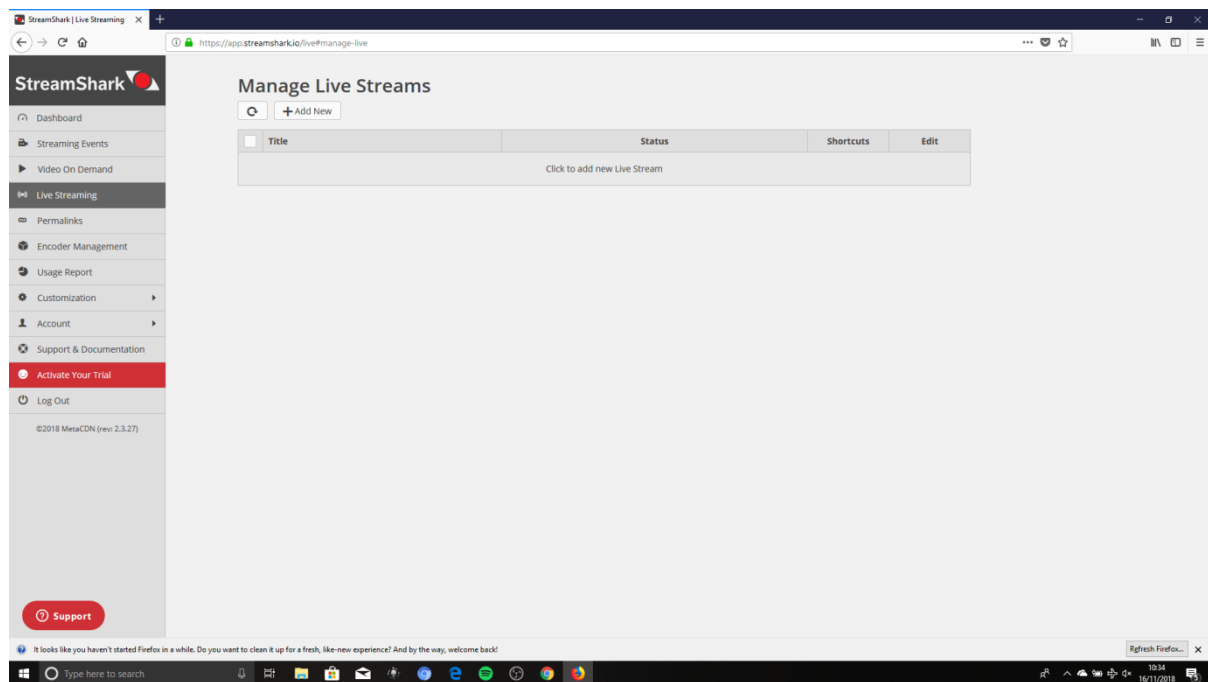 StreamShark | Live Streaming
https://app.streamshark.io/live#manage-live
StreamShark
Dashboard
Streaming Events
Video On Demand
Live Streaming
Permalinks
Encoder Management
Usage Report
Customization
Account
Support & Documentation
Activate Your Trial
Log Out
©2018 MetaCDN (rev: 2.3.27)
Support
Manage Live Streams
Add New
Title Status Shortcuts Edit
Click to add new Live Stream
It looks like you haven't started Firefox in a while. Do you want to clean it up for a fresh, like-new experience? And by the way, welcome back!
Refresh Firefox...
Type here to search
10:34
16/11/2018